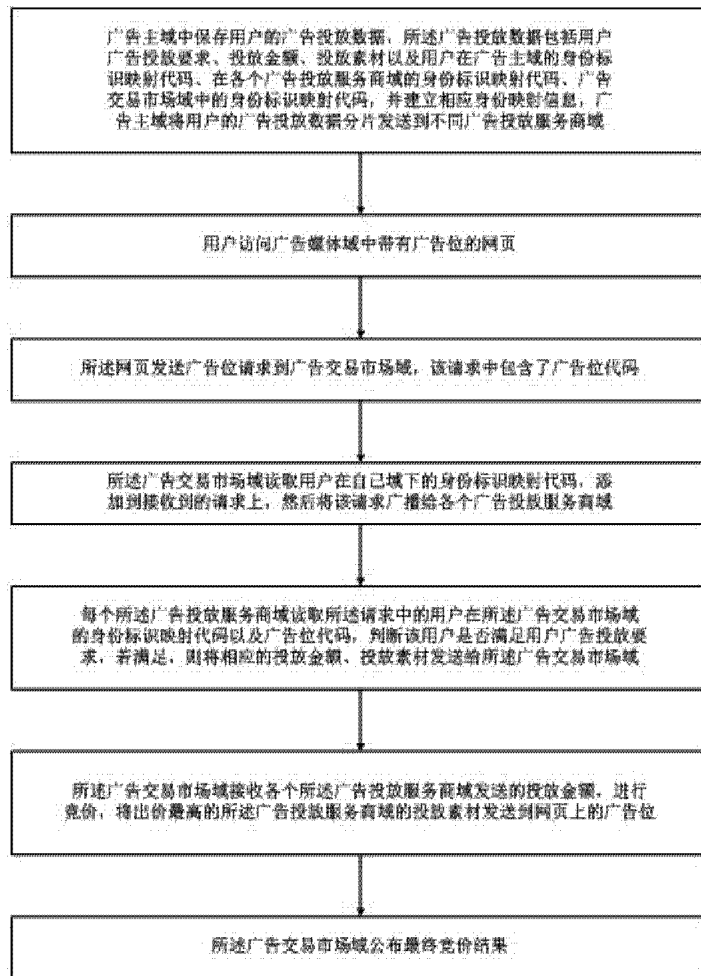 广告主域中保存用户的广告投放数据，所述广告投放数据包括用户
广告投放要求、投放金额、投放素材以及用户在广告主域的身份标
识映射代码、在各个广告投放服务商域的身份标识映射代码、广告
交易市场域中的身份标识映射代码，并建立相应身份映射信息，广
告主域将用户的广告投放数据分片发送到不同广告投放服务商域
用户访问广告媒体域中带有广告位的网页
所述网页发送广告位请求到广告交易市场域，该请求中包含了广告位代码
所述广告交易市场域读取用户在自己域下的身份标识映射代码，添
加到接收到的请求上，然后将该请求广播给各个广告投放服务商域
每个所述广告投放服务商域读取所述请求中的用户在所述广告交易市场域
的身份标识映射代码以及广告位代码，判断该用户是否满足用户广告投放要
求，若满足，则将相应的投放金额、投放素材发送给所述广告交易市场域
所述广告交易市场域接收各个所述广告投放服务商域发送的投放金额，进行
竞价，将出价最高的所述广告投放服务商域的投放素材发送到网页上的广告位
所述广告交易市场域公布最终竞价结果